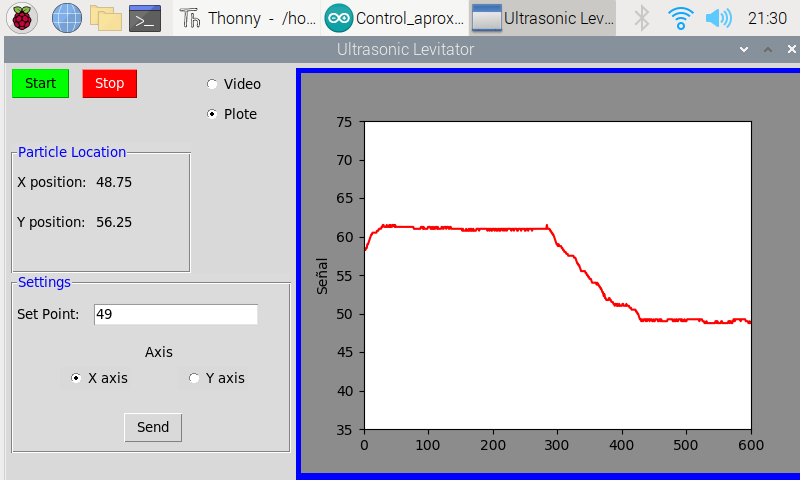 Thonny - /ho...
Control_aprox...
Ultrasonic Lev...
21:30
Ultrasonic Levitator
Start
Stop
Video
Plote
Particle Location
X position: 48.75
Y position: 56.25
Settings
Set Point: 49
Axis
X axis
Y axis
Send
Señal
75
70
65
60
55
50
45
40
35
0 100 200 300 400 500 600